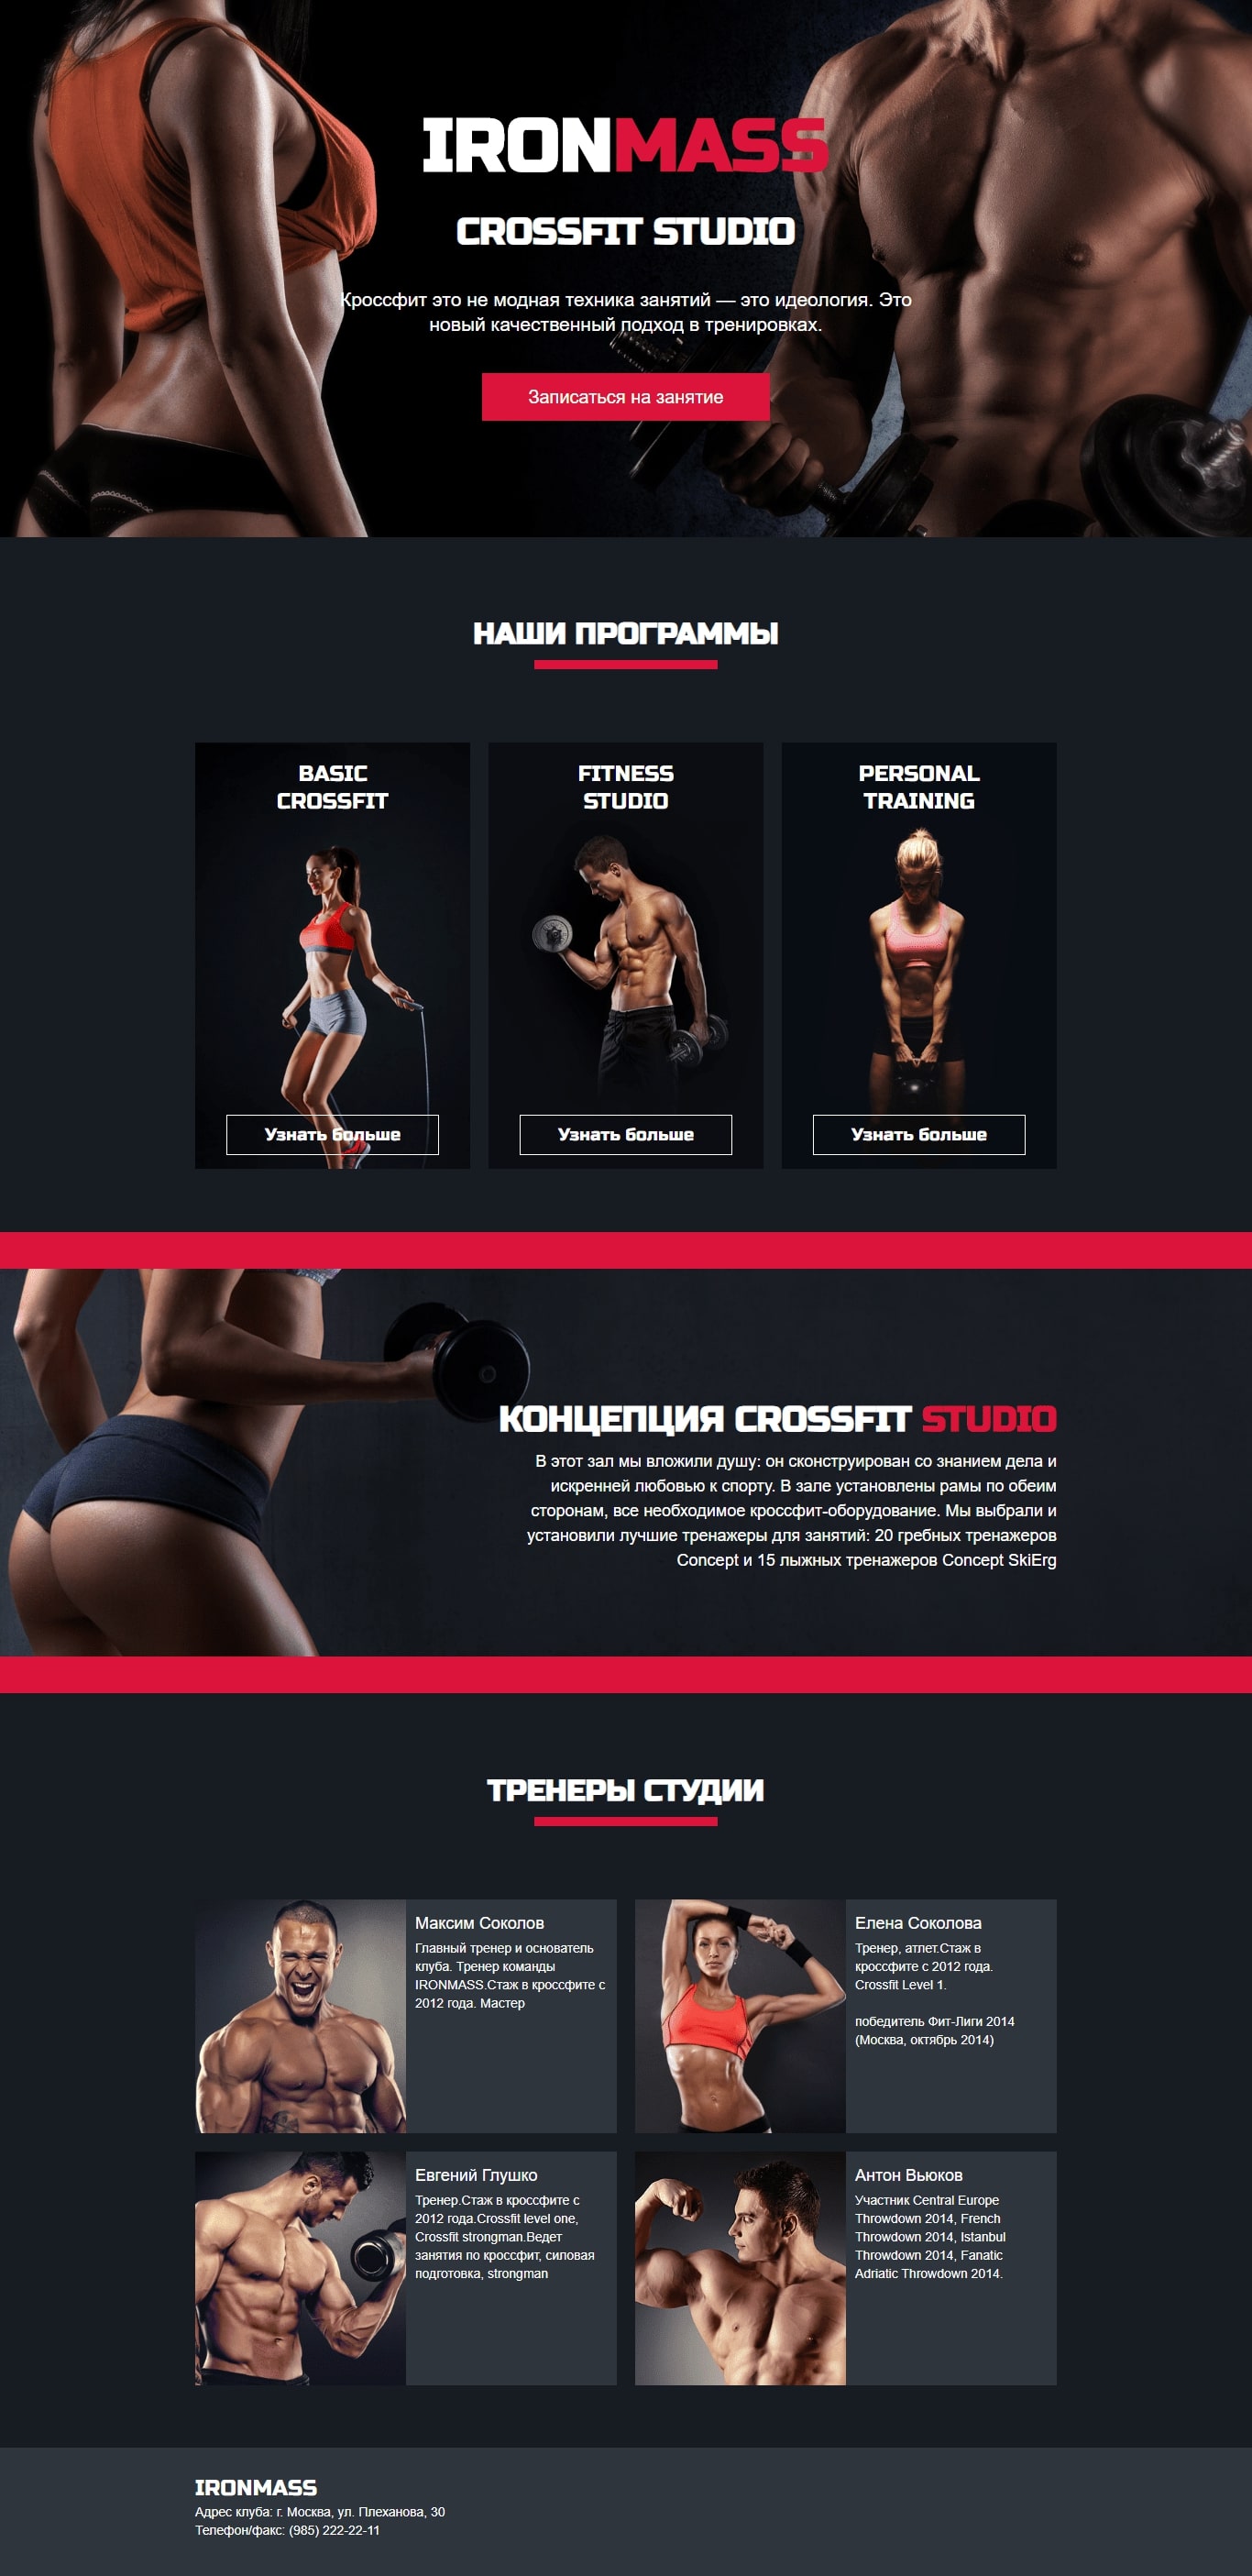 IRONMASS
CROSSFIT STUDIO
Кроссфит это не модная техника занятий — это идеология. Это
новый качественный подход в тренировках.
Записаться на занятие
НАШИ ПРОГРАММЫ
BASIC
CROSSFIT
Узнать больше
FITNESS
STUDIO
Узнать больше
PERSONAL
TRAINING
Узнать больше
КОНЦЕПЦИЯ CROSSFIT STUDIO
В этот зал мы вложили душу: он сконструирован со знанием дела и
искренней любовью к спорту. В зале установлены рамы по обеим
сторонам, все необходимое кроссфит-оборудование. Мы выбрали и
установили лучшие тренажеры для занятий: 20 гребных тренажеров
Concept и 15 лыжных тренажеров Concept SkiErg
ТРЕНЕРЫ СТУДИИ
Максим Соколов
Главный тренер и основатель
клуба. Тренер команды
IRONMASS.Стаж в кроссфите с
2012 года. Мастер
Елена Соколова
Тренер, атлет.Стаж в
кроссфите с 2012 года.
Crossfit Level 1.
победитель Фит-Лиги 2014
(Москва, октябрь 2014)
Евгений Глушко
Тренер.Стаж в кроссфите с
2012 года.Crossfit level one,
Crossfit strongman.Ведет
занятия по кроссфит, силовая
подготовка, strongman
Антон Вьюков
Участник Central Europe
Throwdown 2014, French
Throwdown 2014, Istanbul
Throwdown 2014, Fanatic
Adriatic Throwdown 2014.
IRONMASS
Адрес клуба: г. Москва, ул. Плеханова, 30
Телефон/факс: (985) 222-22-11